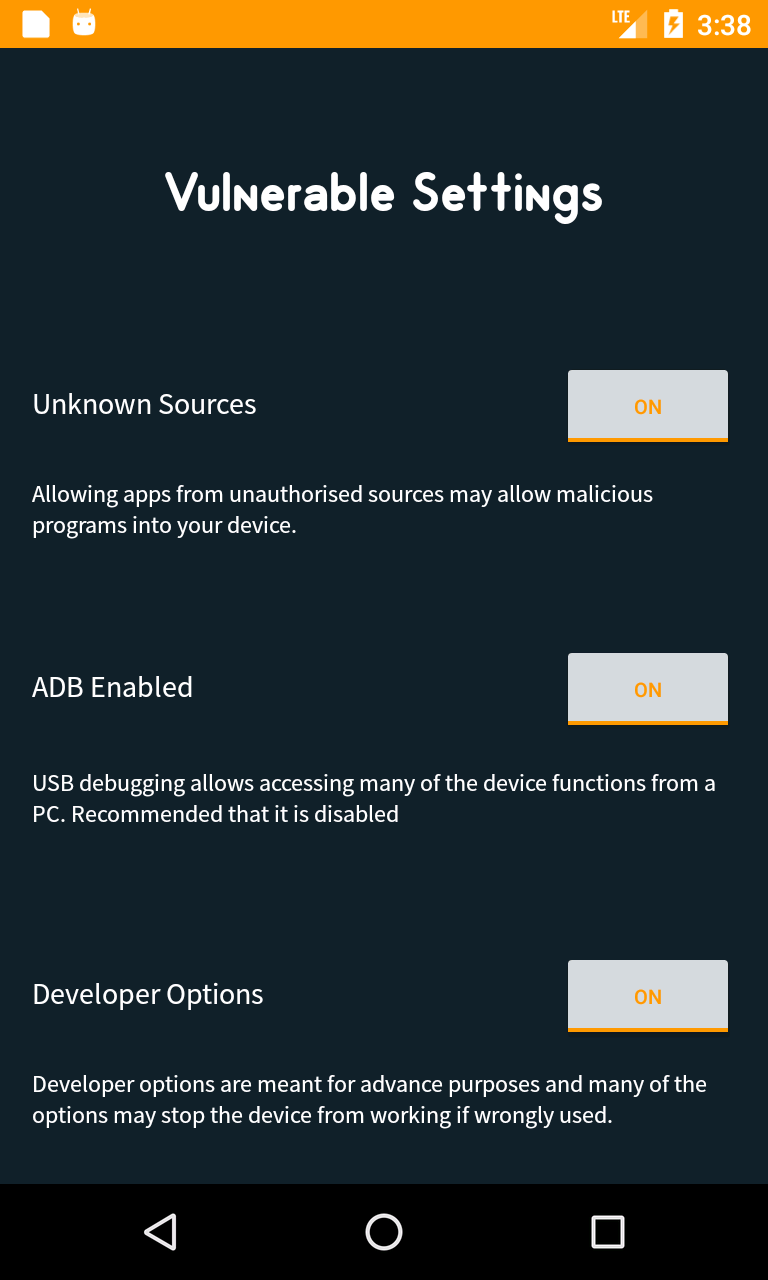 LTE 3:38
Vulnerable Settings
Unknown Sources ON
Allowing apps from unauthorised sources may allow malicious
programs into your device.
ADB Enabled ON
USB debugging allows accessing many of the device functions from a
PC. Recommended that it is disabled
Developer Options ON
Developer options are meant for advance purposes and many of the
options may stop the device from working if wrongly used.